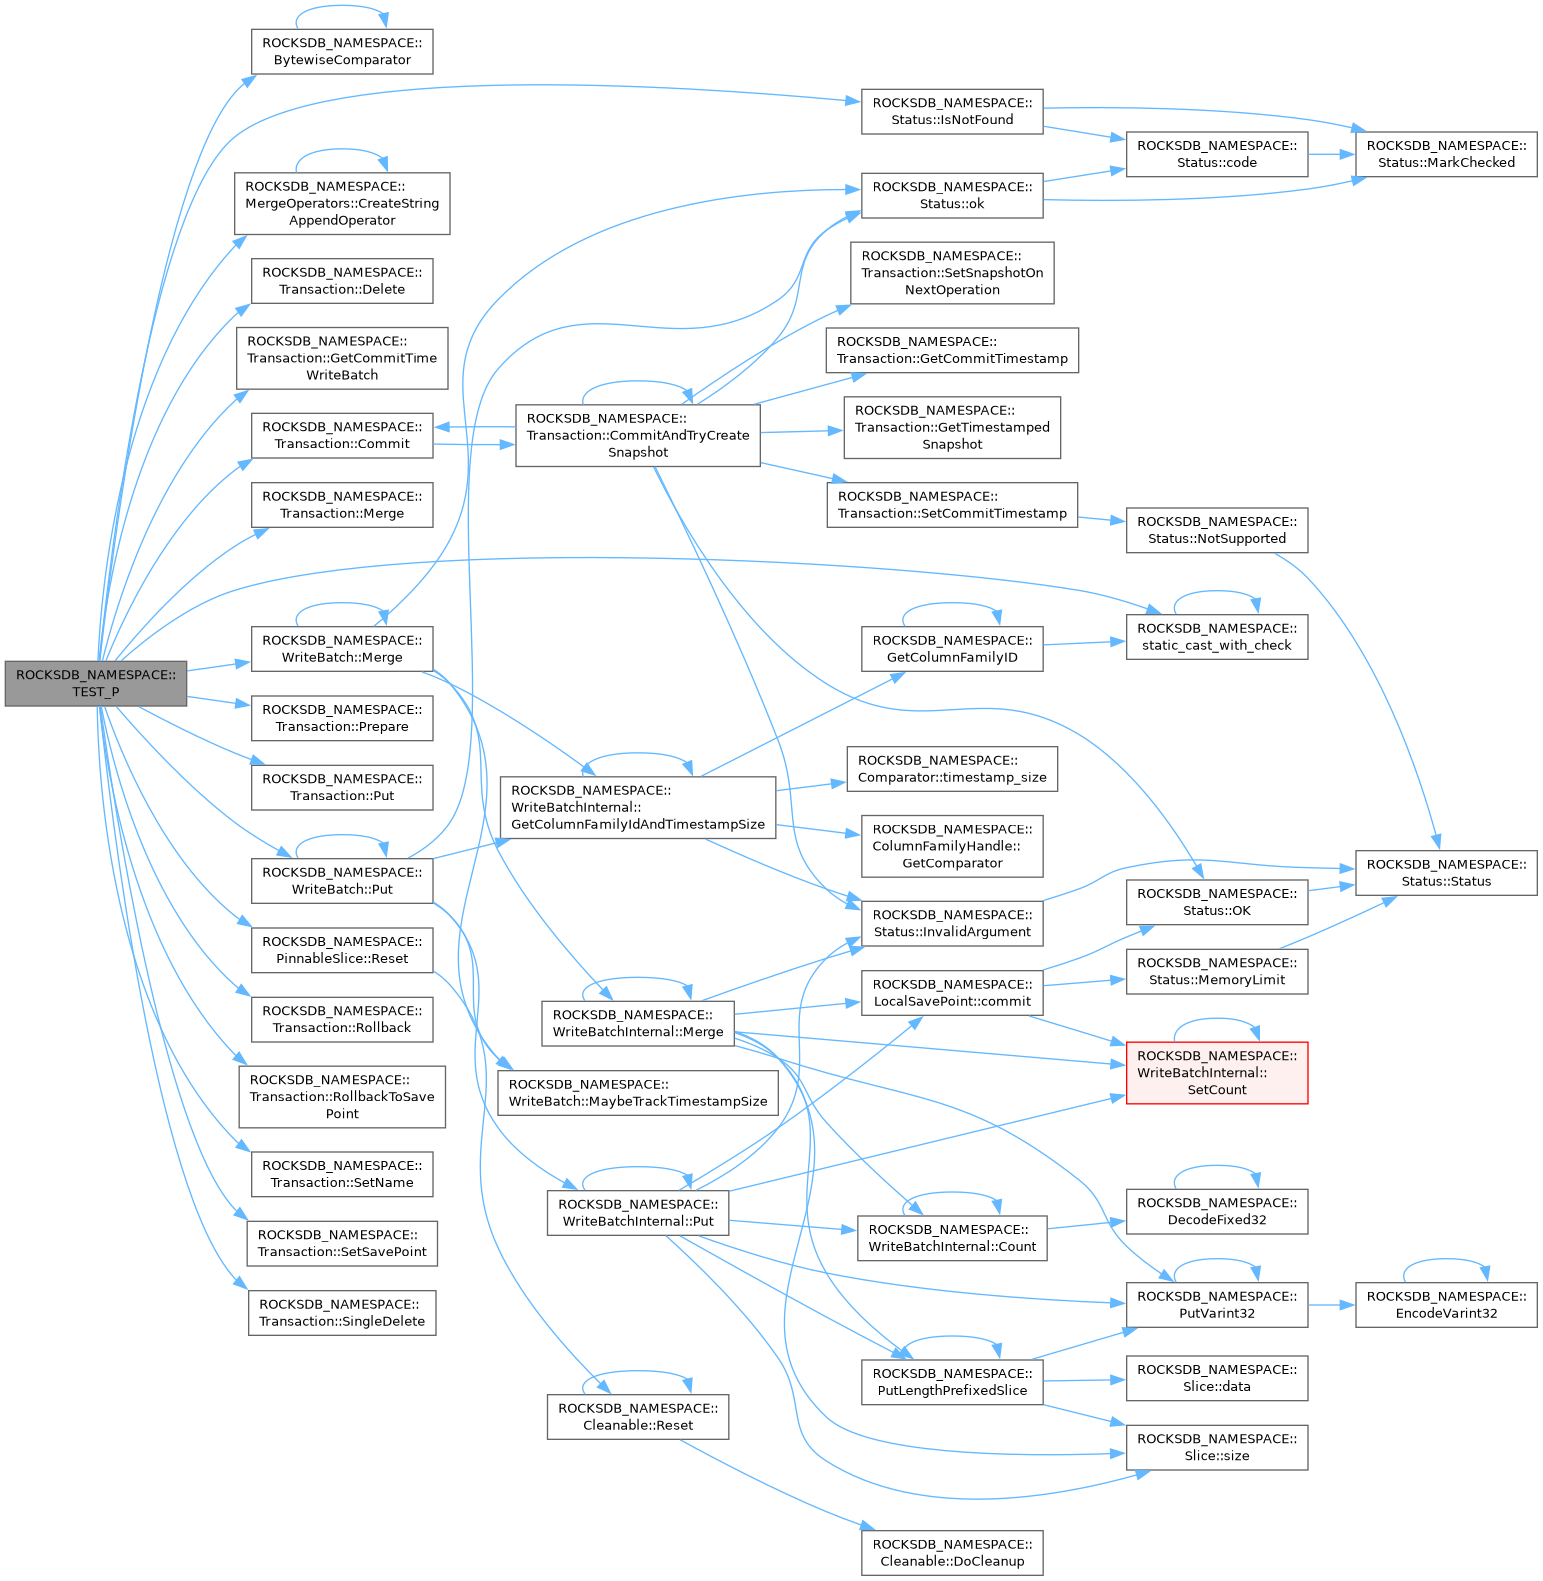 ROCKSDB_NAMESPACE::
TEST_P
ROCKSDB_NAMESPACE::
BytewiseComparator
ROCKSDB_NAMESPACE::
MergeOperators::CreateString
AppendOperator
ROCKSDB_NAMESPACE::
Transaction::Delete
ROCKSDB_NAMESPACE::
Transaction::GetCommitTime
WriteBatch
ROCKSDB_NAMESPACE::
Transaction::Commit
ROCKSDB_NAMESPACE::
Transaction::Merge
ROCKSDB_NAMESPACE::
WriteBatch::Merge
ROCKSDB_NAMESPACE::
Transaction::Prepare
ROCKSDB_NAMESPACE::
Transaction::Put
ROCKSDB_NAMESPACE::
WriteBatch::Put
ROCKSDB_NAMESPACE::
PinnableSlice::Reset
ROCKSDB_NAMESPACE::
Transaction::Rollback
ROCKSDB_NAMESPACE::
Transaction::RollbackToSave
Point
ROCKSDB_NAMESPACE::
Transaction::SetName
ROCKSDB_NAMESPACE::
Transaction::SetSavePoint
ROCKSDB_NAMESPACE::
Transaction::SingleDelete
ROCKSDB_NAMESPACE::
Transaction::CommitAndTryCreate
Snapshot
ROCKSDB_NAMESPACE::
WriteBatchInternal::
GetColumnFamilyIdAndTimestampSize
ROCKSDB_NAMESPACE::
WriteBatchInternal::Merge
ROCKSDB_NAMESPACE::
WriteBatch::MaybeTrackTimestampSize
ROCKSDB_NAMESPACE::
WriteBatchInternal::Put
ROCKSDB_NAMESPACE::
Cleanable::Reset
ROCKSDB_NAMESPACE::
Status::IsNotFound
ROCKSDB_NAMESPACE::
Status::ok
ROCKSDB_NAMESPACE::
Transaction::SetSnapshotOn
NextOperation
ROCKSDB_NAMESPACE::
Transaction::GetCommitTimestamp
ROCKSDB_NAMESPACE::
Transaction::GetTimestamped
Snapshot
ROCKSDB_NAMESPACE::
Transaction::SetCommitTimestamp
ROCKSDB_NAMESPACE::
GetColumnFamilyID
ROCKSDB_NAMESPACE::
Comparator::timestamp_size
ROCKSDB_NAMESPACE::
ColumnFamilyHandle::
GetComparator
ROCKSDB_NAMESPACE::
Status::InvalidArgument
ROCKSDB_NAMESPACE::
LocalSavePoint::commit
ROCKSDB_NAMESPACE::
WriteBatchInternal::Count
ROCKSDB_NAMESPACE::
PutLengthPrefixedSlice
ROCKSDB_NAMESPACE::
Cleanable::DoCleanup
ROCKSDB_NAMESPACE::
Status::code
ROCKSDB_NAMESPACE::
Status::NotSupported
ROCKSDB_NAMESPACE::
static_cast_with_check
ROCKSDB_NAMESPACE::
Status::OK
ROCKSDB_NAMESPACE::
Status::MemoryLimit
ROCKSDB_NAMESPACE::
WriteBatchInternal::
SetCount
ROCKSDB_NAMESPACE::
DecodeFixed32
ROCKSDB_NAMESPACE::
PutVarint32
ROCKSDB_NAMESPACE::
Slice::data
ROCKSDB_NAMESPACE::
Slice::size
ROCKSDB_NAMESPACE::
Status::MarkChecked
ROCKSDB_NAMESPACE::
Status::Status
ROCKSDB_NAMESPACE::
EncodeVarint32